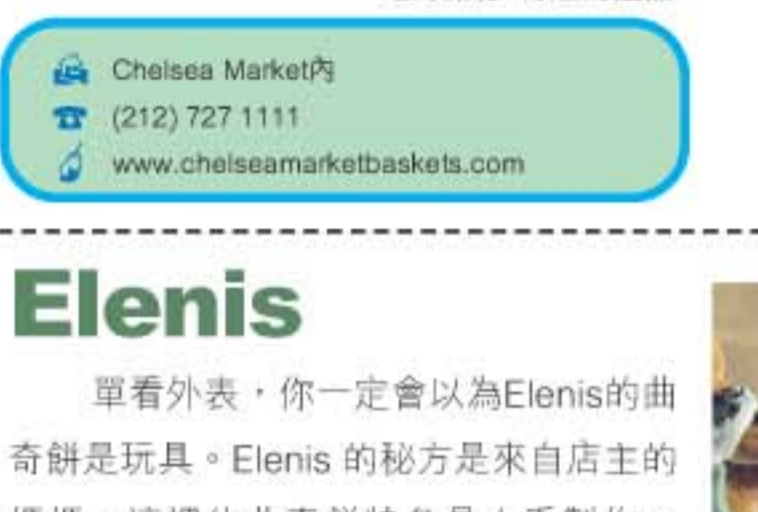 Chelsea Market內
(212) 727 1111
www.chelseamarketbaskets.com
Elenis
單看外表，你一定會以為Elenis的曲
奇餅是玩具。Elenis 的秘方是來自店主的